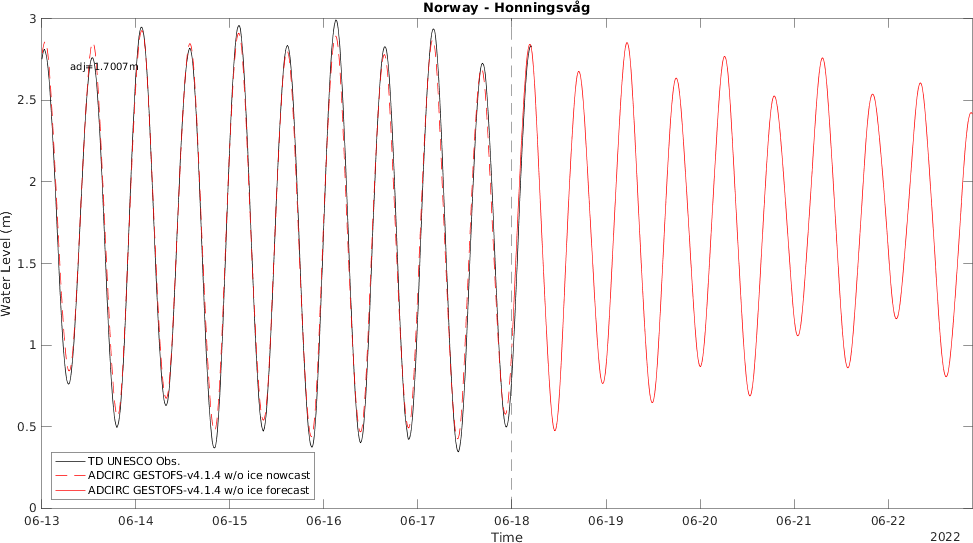 Norway - Honningsvåg
3
2.5
2
1.5
1
0.5
0
Water Level (m)
adj=1.7007m
TD UNESCO Obs.
ADCIRC GESTOFS-v4.1.4 w/o ice nowcast
ADCIRC GESTOFS-v4.1.4 w/o ice forecast
06-13 06-14 06-15 06-16 06-17 06-18 06-19 06-20 06-21 06-22
Time
2022